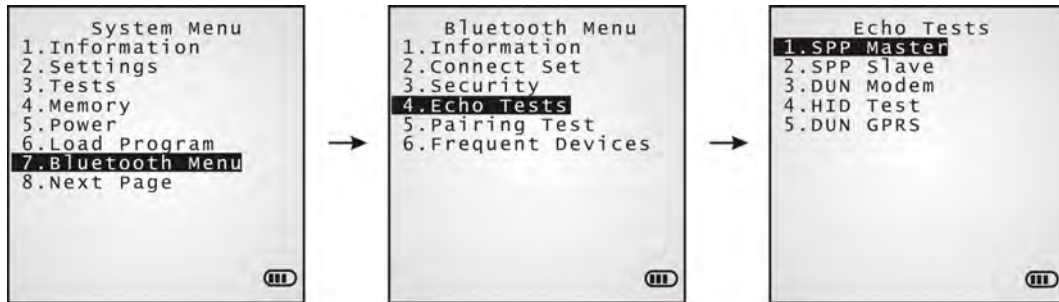 System Menu
1.Information
2.Settings
3.Tests
4.Memory
5.Power
6.Load Program
7.Bluetooth Menu
8.Next Page
Bluetooth Menu
1.Information
2.Connect Set
3.Security
4.Echo Tests
5.Pairing Test
6.Frequent Devices
Echo Tests
1.SPP Master
2.SPP Slave
3.DUN Modem
4.HID Test
5.DUN GPRS